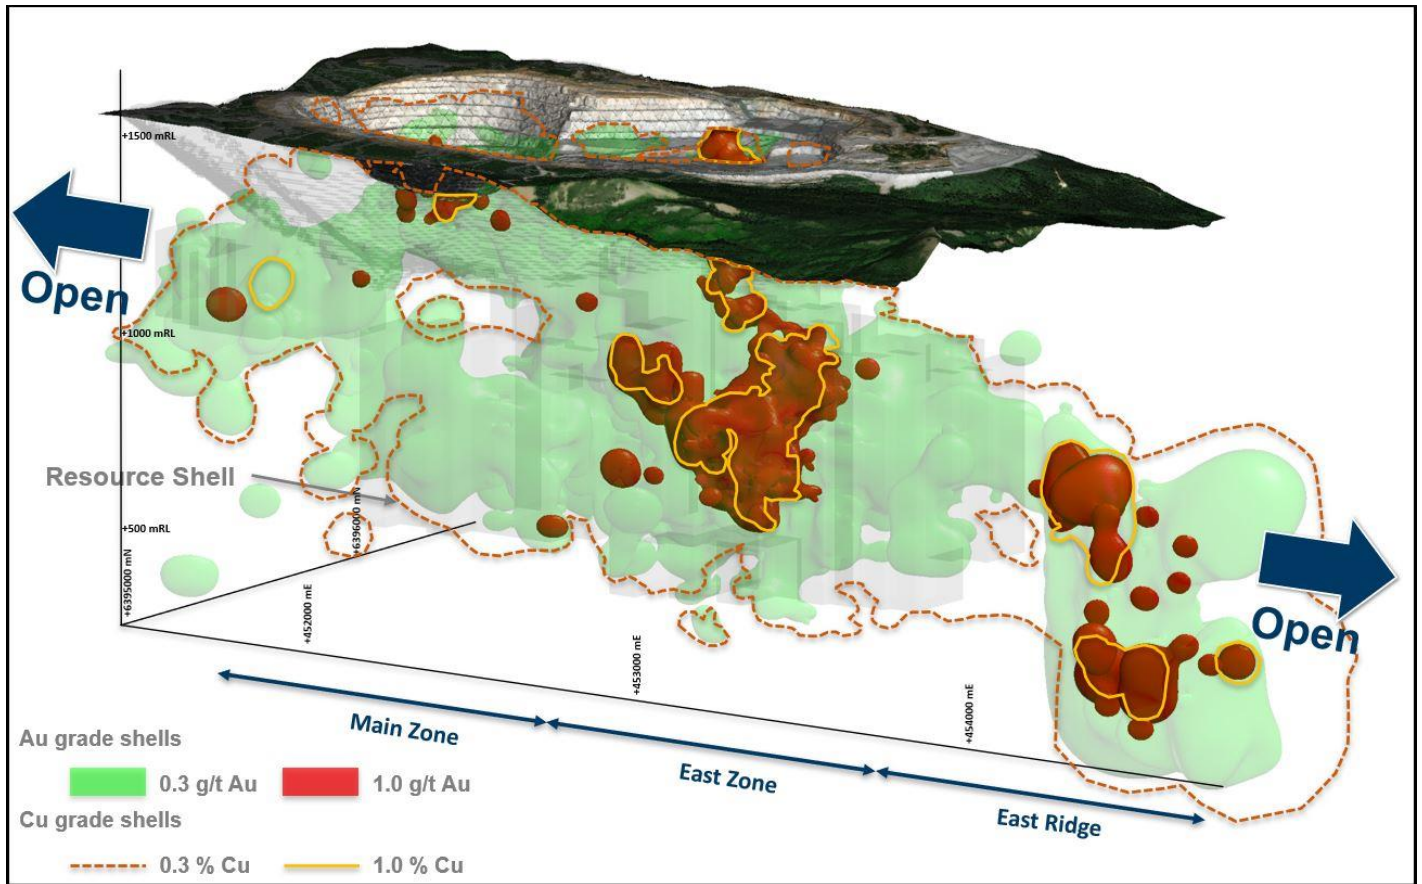 +1500 mRL
Open
+1000 mRL
Resource Shell
+500 mRL
+6396000 mN
+6395000 mN
+452000 mE
+453000 mE
+454000 mE
Open
Main Zone
East Zone
East Ridge
Au grade shells
0.3 g/t Au
1.0 g/t Au
Cu grade shells
0.3 % Cu
1.0 % Cu